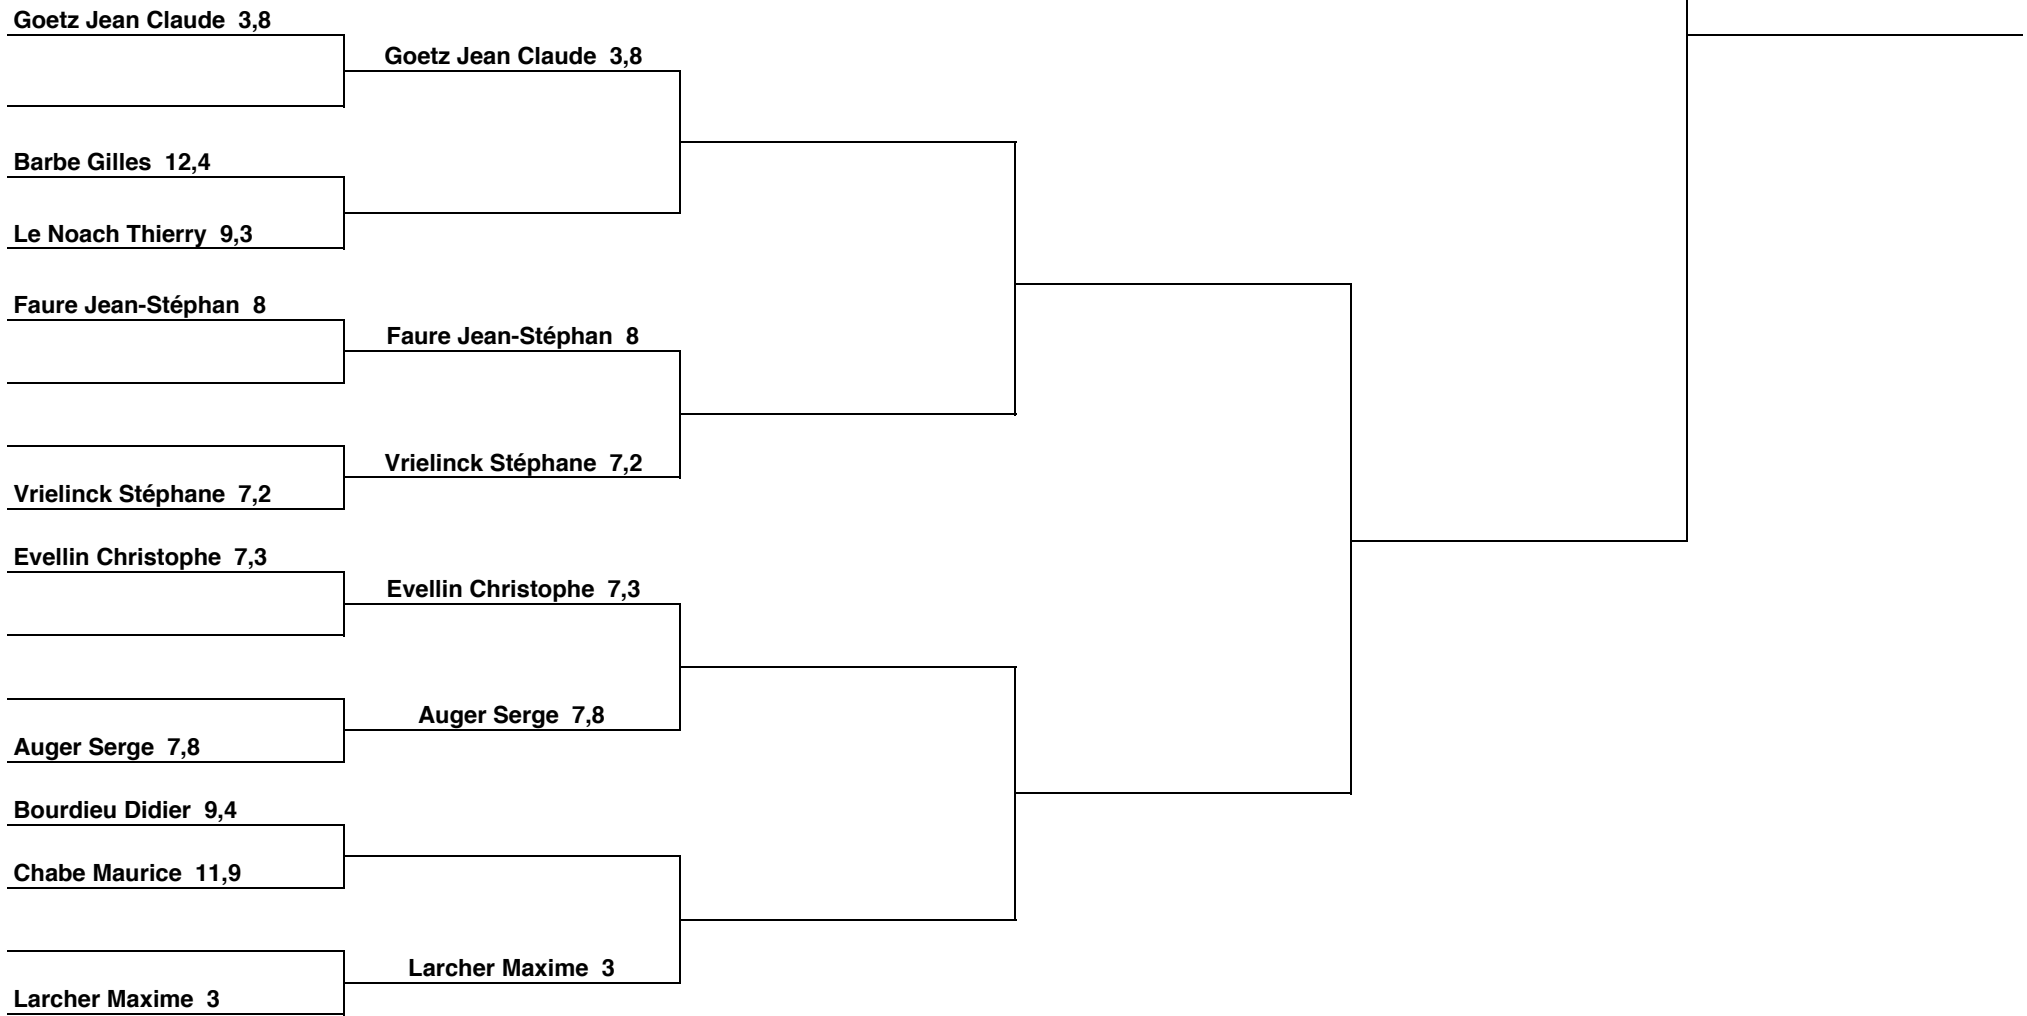 Goetz Jean Claude 3,8
Goetz Jean Claude 3,8
Barbe Gilles 12,4
Le Noach Thierry 9,3
Faure Jean-Stéphan 8
Faure Jean-Stéphan 8
Vrielinck Stéphane 7,2
Vrielinck Stéphane 7,2
Evellin Christophe 7,3
Evellin Christophe 7,3
Auger Serge 7,8
Auger Serge 7,8
Bourdieu Didier 9,4
Chabe Maurice 11,9
Larcher Maxime 3
Larcher Maxime 3